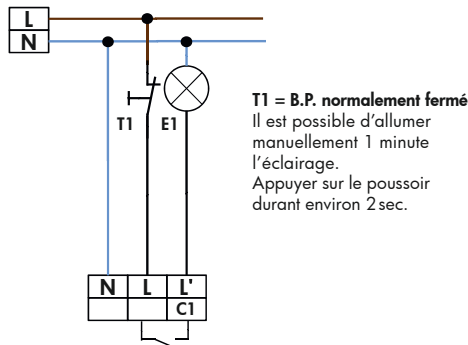 L
N
T1 E1
T1 = B.P. normalement fermé
Il est possible d'allumer
manuellement 1 minute
l'éclairage.
Appuyer sur le poussoir
durant environ 2 sec.
N L L'
C1